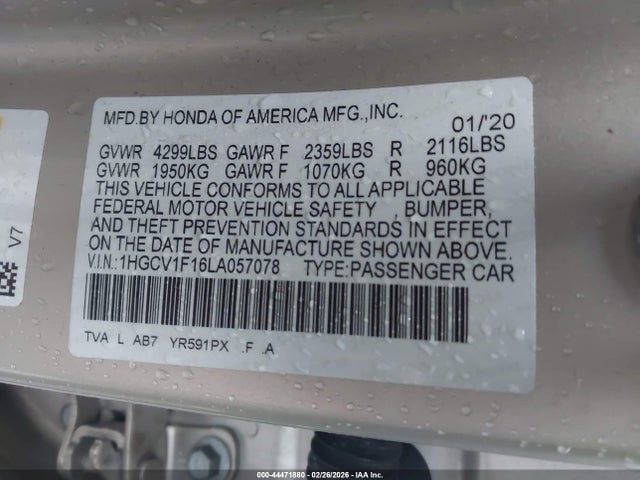 MFD.BY HONDA OF AMERICA MFG.,INC.
01/'20
GVWR 4299LBS GAWR F 2359LBS R 2116LBS
GVWR 1950KG GAWR F 1070KG R 960KG
THIS VEHICLE CONFORMS TO ALL APPLICABLE
FEDERAL MOTOR VEHICLE SAFETY , BUMPER,
AND THEFT PREVENTION STANDARDS IN EFFECT
ON THE DATE OF MANUFACTURE SHOWN ABOVE.
V.I.N.:1HGCV1F16LA057078 TYPE:PASSENGER CAR
TVA L AB7 YR591PX .F .A
V7
000-44471880 | 02/26/2026 - IAA Inc.